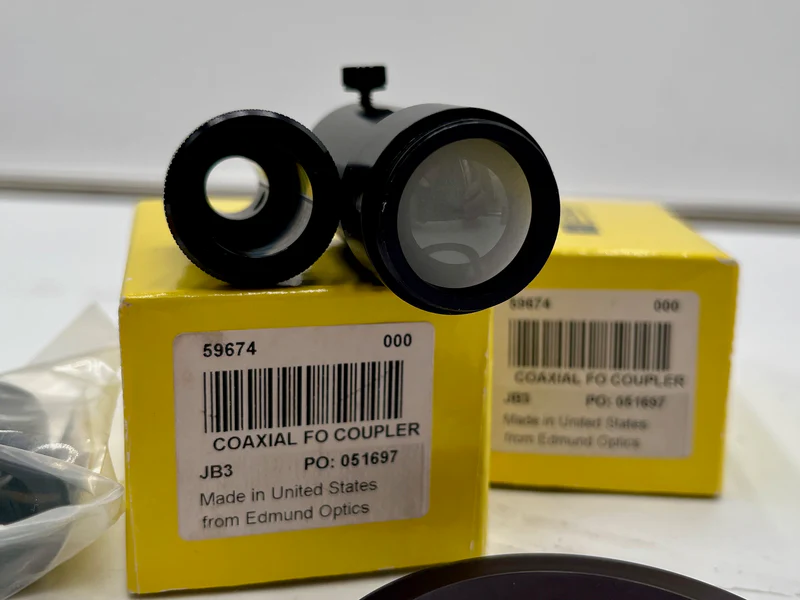 59674 000
COAXIAL FO COUPLER
JB3 PO: 051697
Made in United States
from Edmund Optics
59674 000
COAXIAL FO COUPLER
JB3 PO: 051697
Made in United States
from Edmund Optics